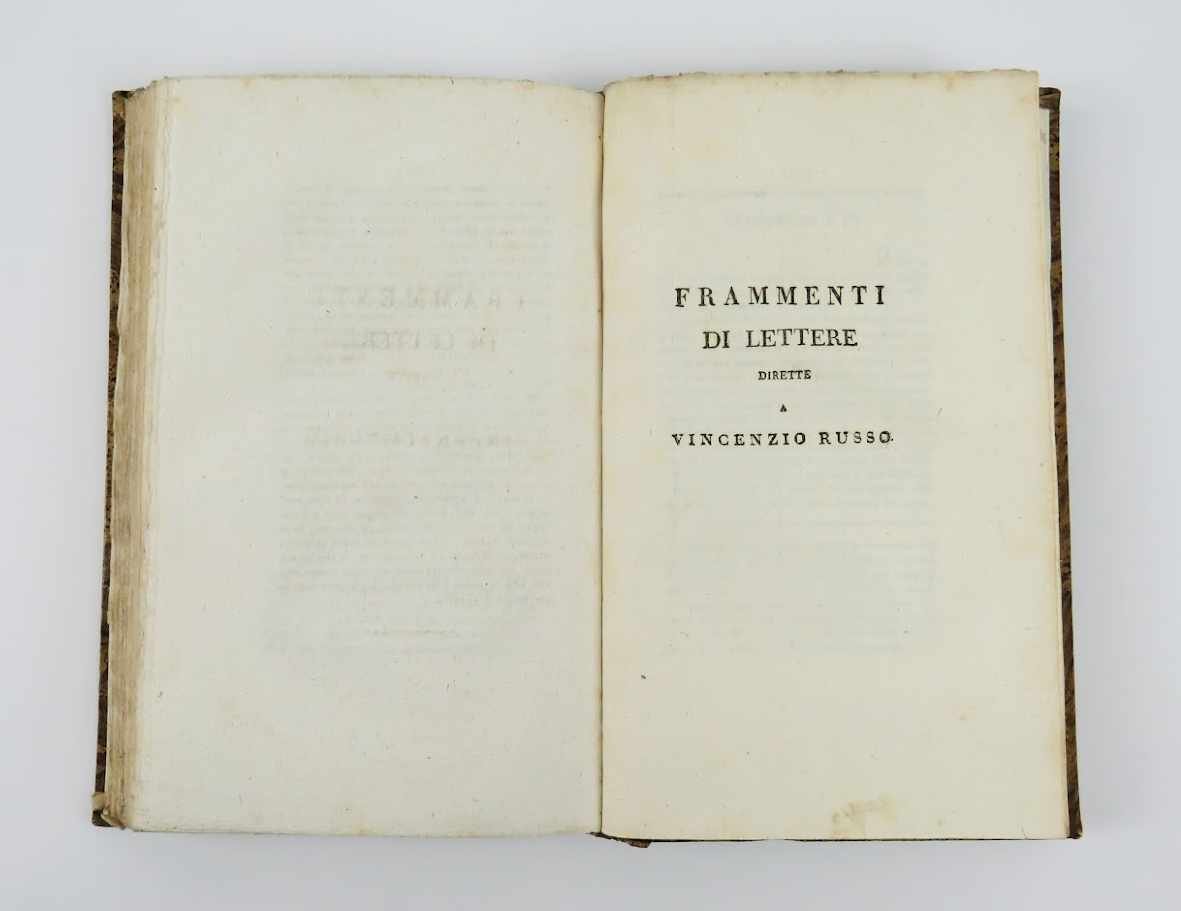 FRAMMENTI
DI LETTERE
DIRETTE
A
VINCENZIO RUSSO.